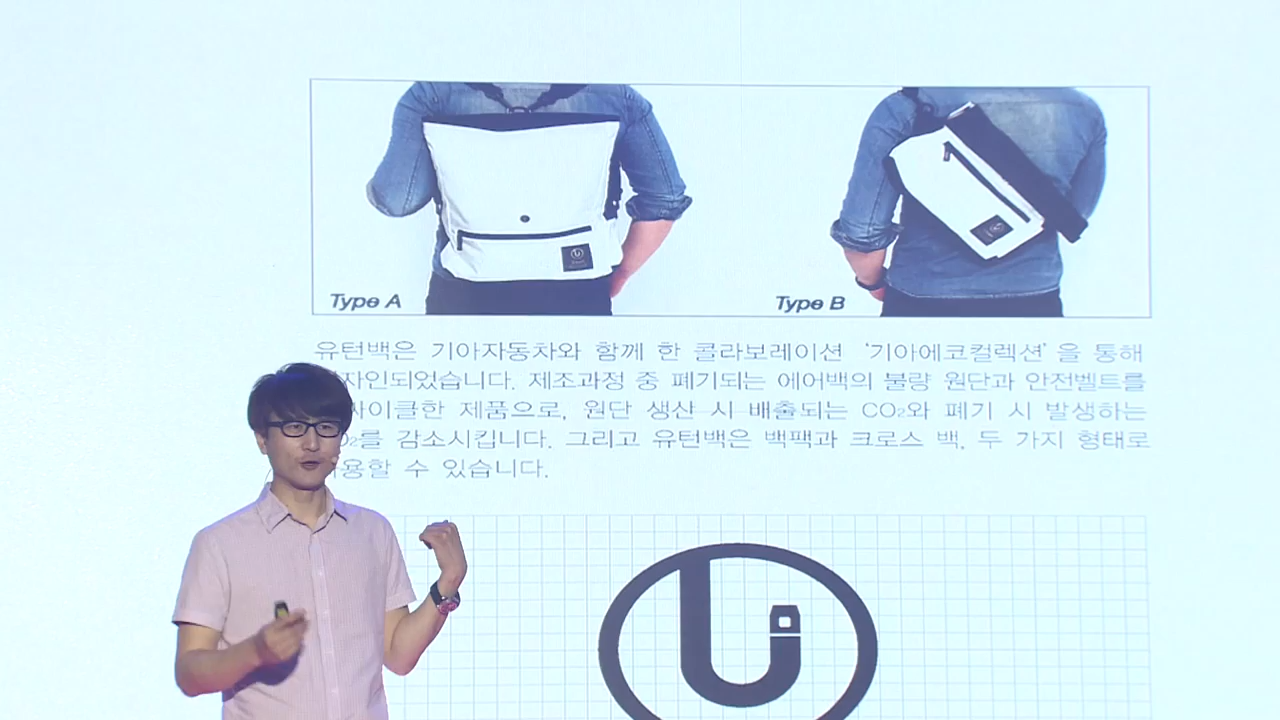 Type A
Type B
유턴백은 기아자동차와 함께 한 콜라보레이션 '기아에코컬렉션'을 통해
자인되었습니다. 제조과정 중 폐기되는 에어백의 불량 원단과 안전벨트를
사이클한 제품으로, 원단 생산 시 배출되는 CO₂와 폐기 시 발생하는
O₂를 감소시킵니다. 그리고 유턴백은 백팩과 크로스 백, 두 가지 형태로
용할 수 있습니다.